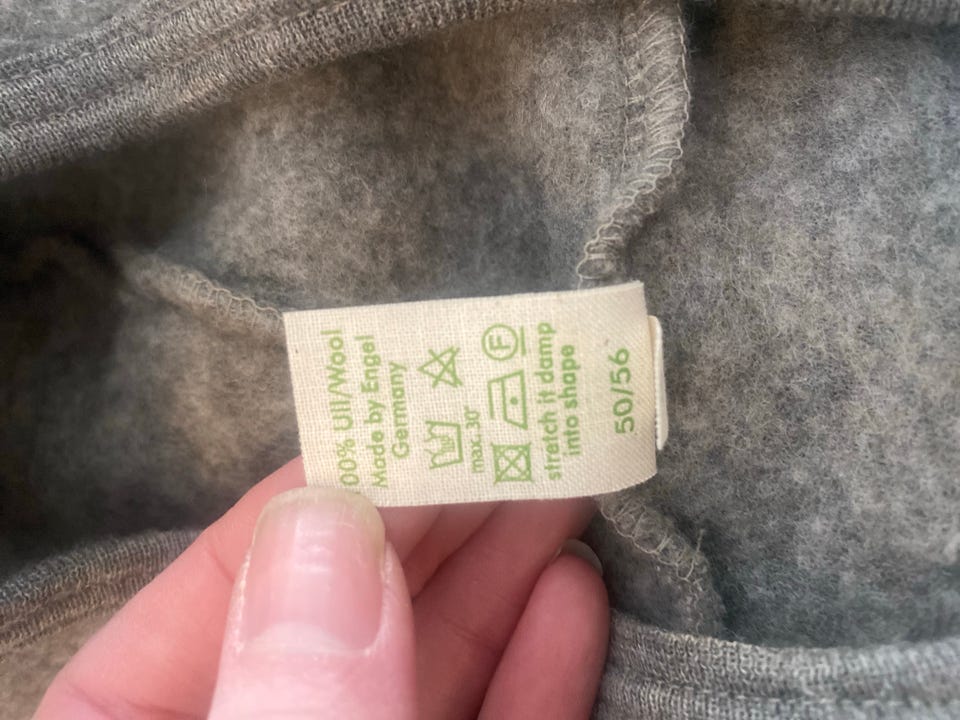 00% Ull/Wool
Made by Engel
Germany
max.30°
F
stretch it damp
into shape
50/56